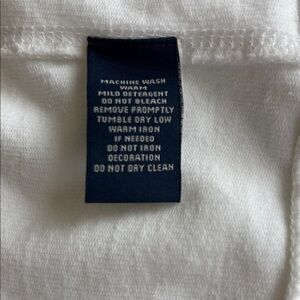 MACHINE WASH
WARM
MILD DETERGENT
DO NOT BLEACH
REMOVE PROMPTLY
TUMBLE DRY LOW
WARM IRON
IF NEEDED
DO NOT IRON
DECORATION
DO NOT DRY CLEAN